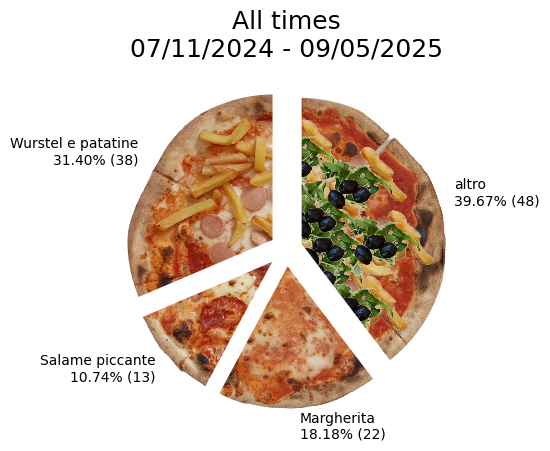 All times
07/11/2024 - 09/05/2025
Wurstel e patatine
31.40% (38)
altro
39.67% (48)
Salame piccante
10.74% (13)
Margherita
18.18% (22)